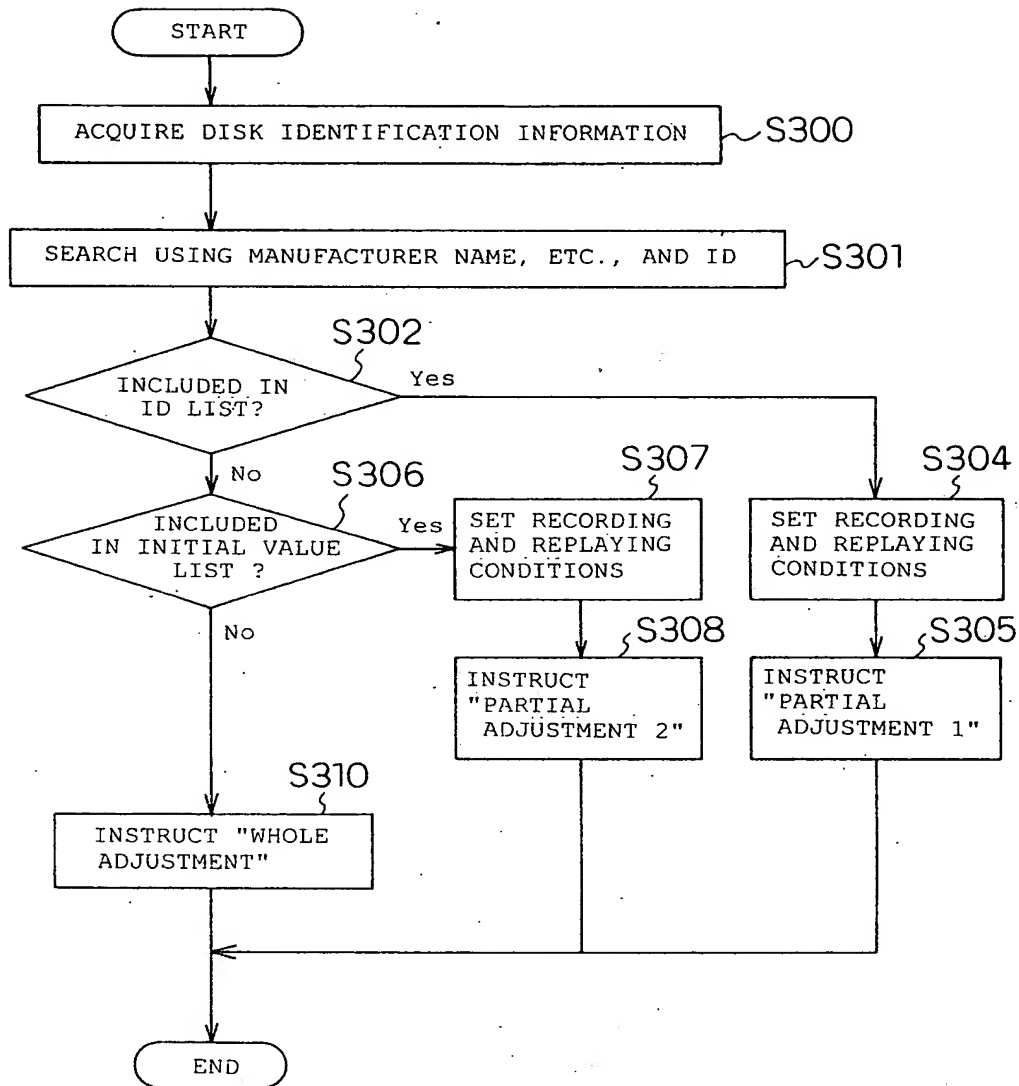 START
ACQUIRE DISK IDENTIFICATION INFORMATION
S300
SEARCH USING MANUFACTURER NAME, ETC., AND ID
S301
S302
INCLUDED IN
ID LIST?
Yes
No
S306
INCLUDED
IN INITIAL VALUE
LIST ?
Yes
No
S307
SET RECORDING
AND REPLAYING
CONDITIONS
S304
SET RECORDING
AND REPLAYING
CONDITIONS
S308
INSTRUCT
"PARTIAL
ADJUSTMENT 2"
S305
INSTRUCT
"PARTIAL
ADJUSTMENT 1"
S310
INSTRUCT "WHOLE
ADJUSTMENT"
END